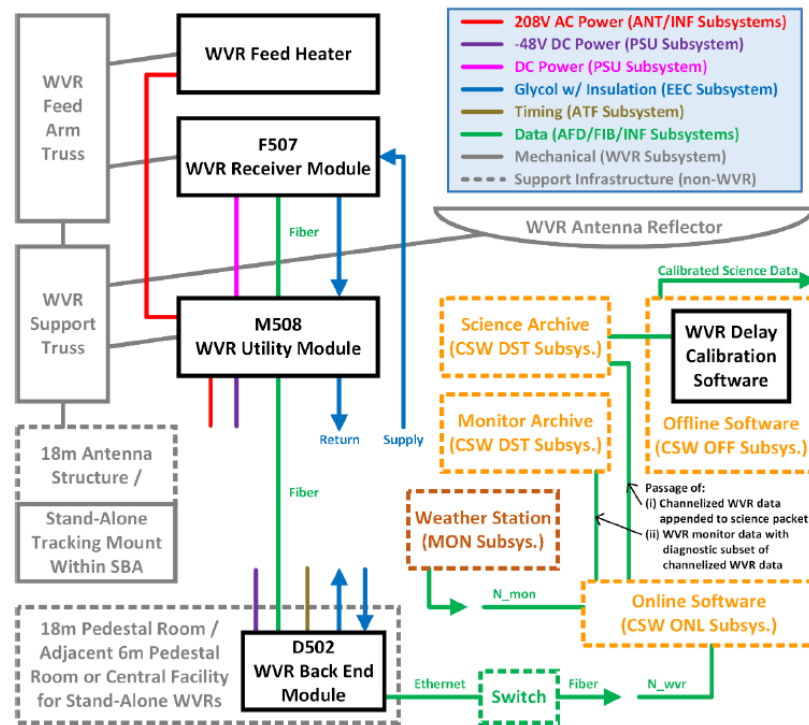 WVR
Feed
Arm
Truss
WVR Feed Heater
F507
WVR Receiver Module
Fiber
208V AC Power (ANT/INF Subsystems)
-48V DC Power (PSU Subsystem)
DC Power (PSU Subsystem)
Glycol w/ Insulation (EEC Subsystem)
Timing (ATF Subsystem)
Data (AFD/FIB/INF Subsystems)
Mechanical (WVR Subsystem)
Support Infrastructure (non-WVR)
WVR Antenna Reflector
WVR
Support
Truss
M508
WVR Utility Module
Return
Supply
Calibrated Science Data
Science Archive
(CSW DST Subsys.)
WVR Delay
Calibration
Software
Offline Software
(CSW OFF Subsys.)
Monitor Archive
(CSW DST Subsys.)
18m Antenna
Structure /
Stand-Alone
Tracking Mount
Within SBA
Fiber
Passage of:
(i) Channelized WVR data
appended to science packet
(ii) WVR monitor data with
diagnostic subset of
channelized WVR data
Weather Station
(MON Subsys.)
N_mon
Online Software
(CSW ONL Subsys.)
18m Pedestal Room /
Adjacent 6m Pedestal
Room or Central Facility
for Stand-Alone WVRs
D502
WVR Back End
Module
Ethernet
Switch
Fiber
N_wvr